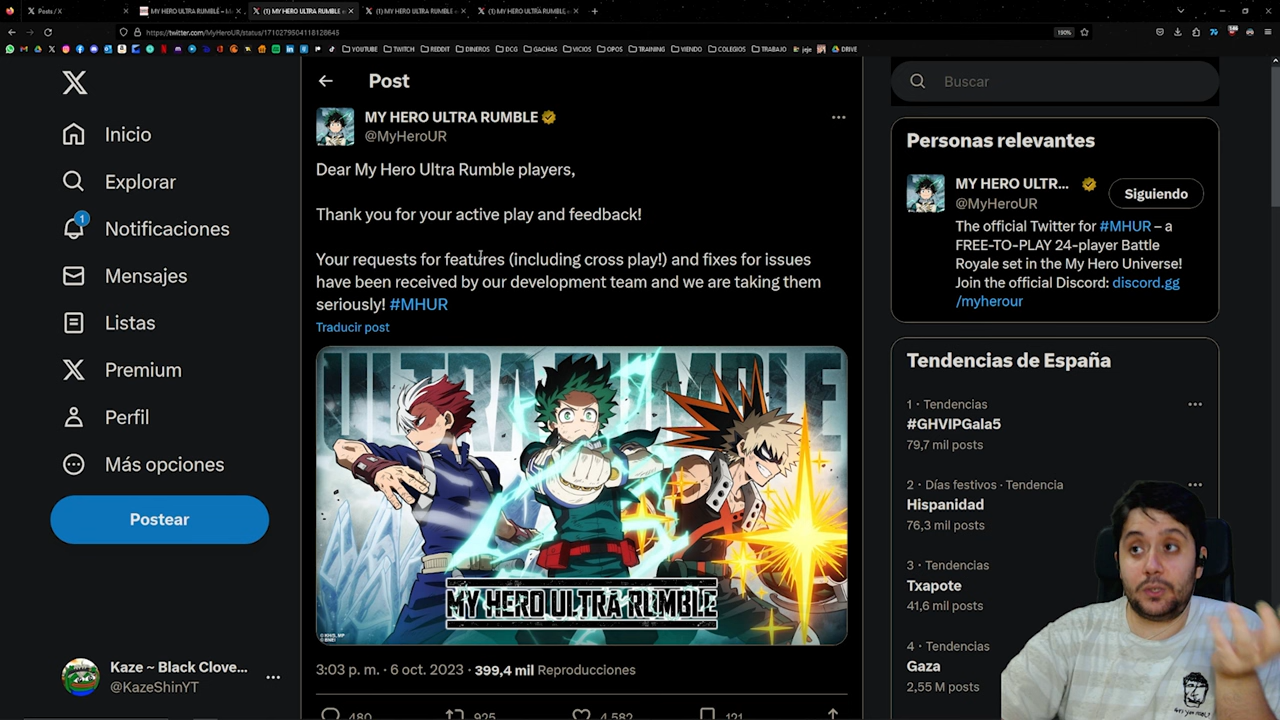 Posts / X
MY HERO ULTRA RUMBLE – M
(1) MY HERO ULTRA RUMBLE e
(1) MY HERO ULTRA RUMBLE e
(1) MY HERO ULTRA RUMBLE e
https://twitter.com/MyHeroUR/status/1710279504118120645
190%
YOUTUBE
TWITCH
REDDIT
DINEROS
DCG
GACHAS
VICIOS
OPOS
TRAINING
VIENDO
COLEGIOS
TRABAJO
jeje
DRIVE
Inicio
Explorar
1
Notificaciones
Mensajes
Listas
Premium
Perfil
Más opciones
Postear
Kaze ~ Black Clove...
@KazeShinYT
Post
MY HERO ULTRA RUMBLE
@MyHeroUR
Dear My Hero Ultra Rumble players,
Thank you for your active play and feedback!
Your requests for features (including cross play!) and fixes for issues
have been received by our development team and we are taking them
seriously! #MHUR
Traducir post
ULTRA RUMBLE
MY HERO ULTRA RUMBLE
3:03 p. m. · 6 oct. 2023 · 399,4 mil Reproducciones
480
925
4.582
121
Buscar
Personas relevantes
MY HERO ULTR...
@MyHeroUR
Siguiendo
The official Twitter for #MHUR – a
FREE-TO-PLAY 24-player Battle
Royale set in the My Hero Universe!
Join the official Discord: discord.gg
/myherour
Tendencias de España
1 · Tendencias
#GHVIPGala5
79,7 mil posts
2 · Días festivos · Tendencia
Hispanidad
76,3 mil posts
3 · Tendencias
Txapote
41,6 mil posts
4 · Tendencias
Gaza
2,55 M posts